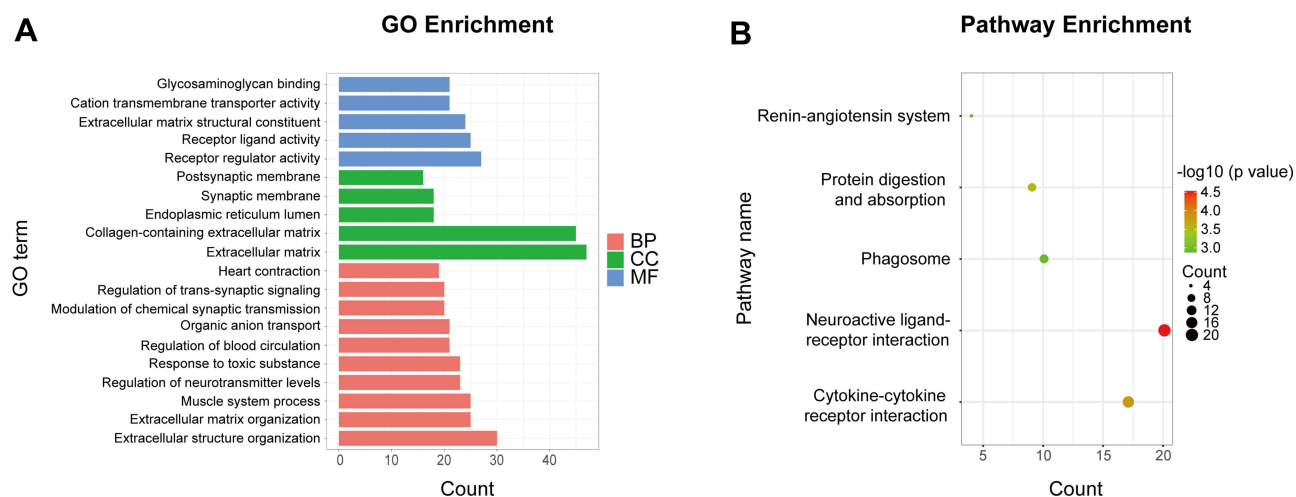 A
GO Enrichment
GO term
Glycosaminoglycan binding
Cation transmembrane transporter activity
Extracellular matrix structural constituent
Receptor ligand activity
Receptor regulator activity
Postsynaptic membrane
Synaptic membrane
Endoplasmic reticulum lumen
Collagen-containing extracellular matrix
Extracellular matrix
Heart contraction
Regulation of trans-synaptic signaling
Modulation of chemical synaptic transmission
Organic anion transport
Regulation of blood circulation
Response to toxic substance
Regulation of neurotransmitter levels
Muscle system process
Extracellular matrix organization
Extracellular structure organization
0 10 20 30 40
Count
BP
CC
MF
B
Pathway Enrichment
Pathway name
Renin-angiotensin system
Protein digestion
and absorption
Phagosome
Neuroactive ligand-
receptor interaction
Cytokine-cytokine
receptor interaction
5 10 15 20
Count
-log10 (p value)
4.5
4.0
3.5
3.0
Count
4
8
12
16
20